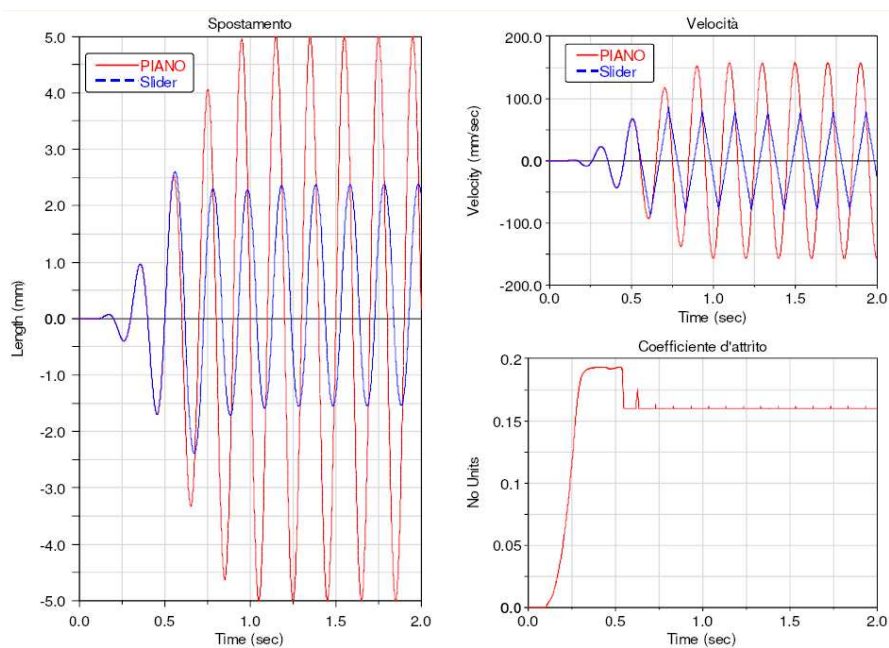 Spostamento
5.0
4.0
3.0
2.0
1.0
0.0
-1.0
-2.0
-3.0
-4.0
-5.0
Length (mm)
PIANO
Slider
0.0
0.5
1.0
1.5
2.0
Time (sec)
Velocità
200.0
100.0
0.0
-100.0
-200.0
Velocity (mm/sec)
PIANO
Slider
0.0
0.5
1.0
1.5
2.0
Time (sec)
Coefficiente d'attrito
0.2
0.15
0.1
0.05
0.0
No Units
0.0
0.5
1.0
1.5
2.0
Time (sec)